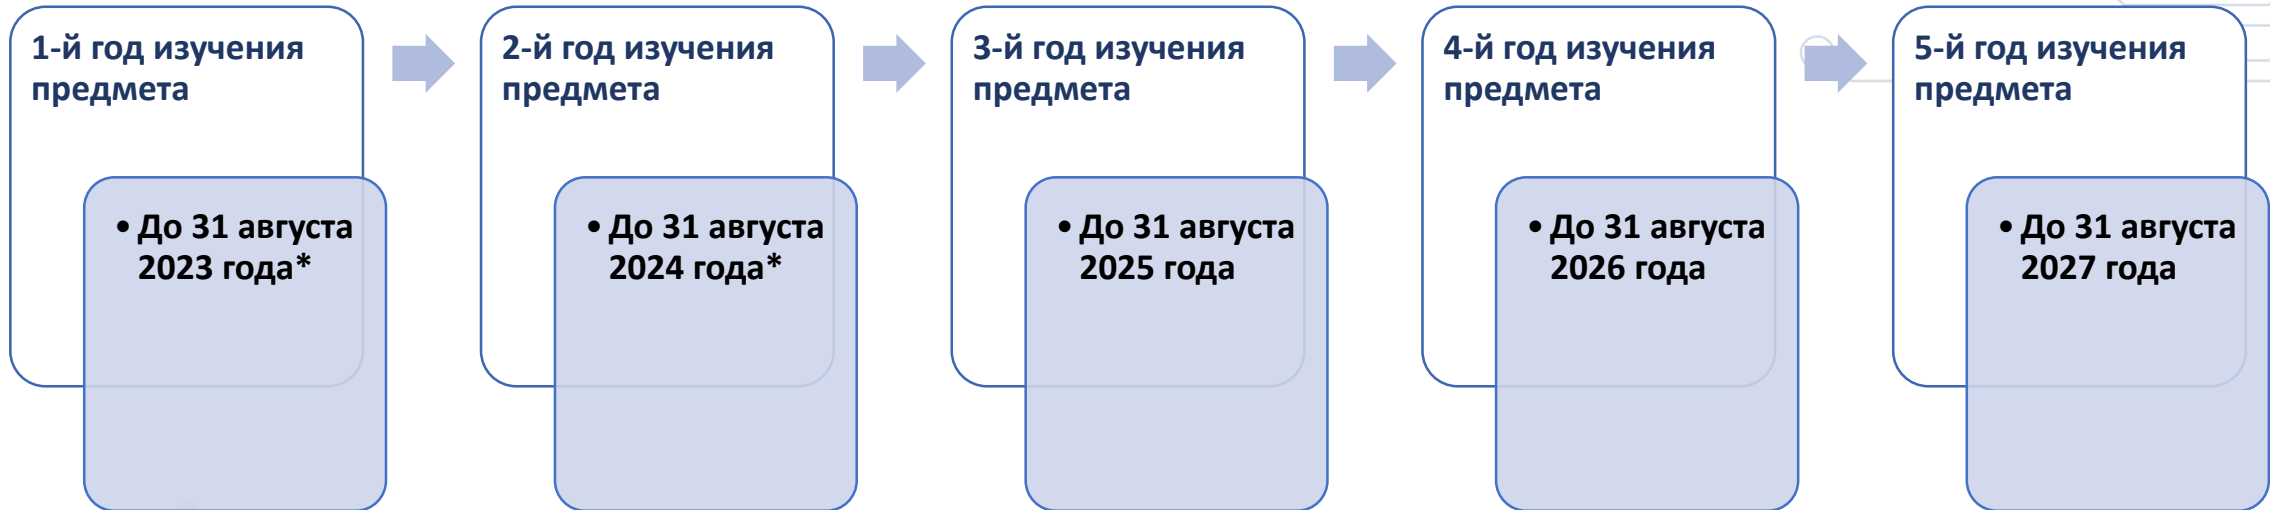 1-й год изучения
предмета
• До 31 августа
2023 года*
2-й год изучения
предмета
• До 31 августа
2024 года*
3-й год изучения
предмета
• До 31 августа
2025 года
4-й год изучения
предмета
• До 31 августа
2026 года
5-й год изучения
предмета
• До 31 августа
2027 года